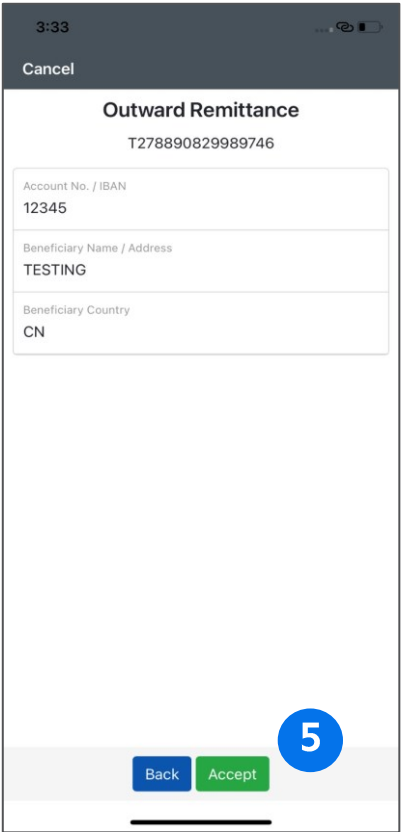 3:33
Cancel
Outward Remittance
T278890829989746
Account No. / IBAN
12345
Beneficiary Name / Address
TESTING
Beneficiary Country
CN
5
Back Accept